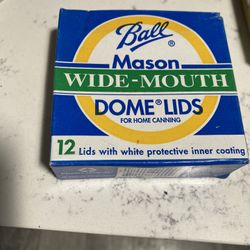 Ball®
Mason
WIDE-MOUTH
DOME® LIDS
FOR HOME CANNING
12 Lids with white protective inner coating